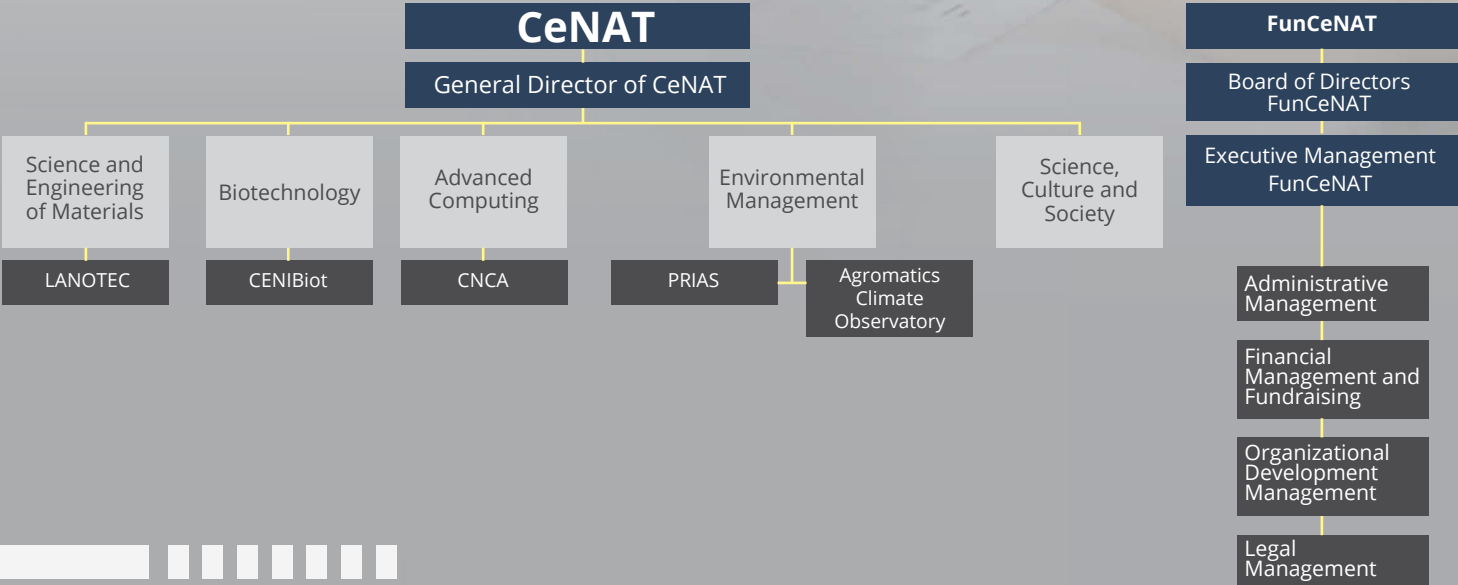 CeNAT
General Director of CeNAT
Science and
Engineering
of Materials
Biotechnology
Advanced
Computing
Environmental
Management
Science,
Culture and
Society
LANOTEC
CENIBiot
CNCA
PRIAS
Agromatics
Climate
Observatory
FunCeNAT
Board of Directors
FunCeNAT
Executive Management
FunCeNAT
Administrative
Management
Financial
Management and
Fundraising
Organizational
Development
Management
Legal
Management